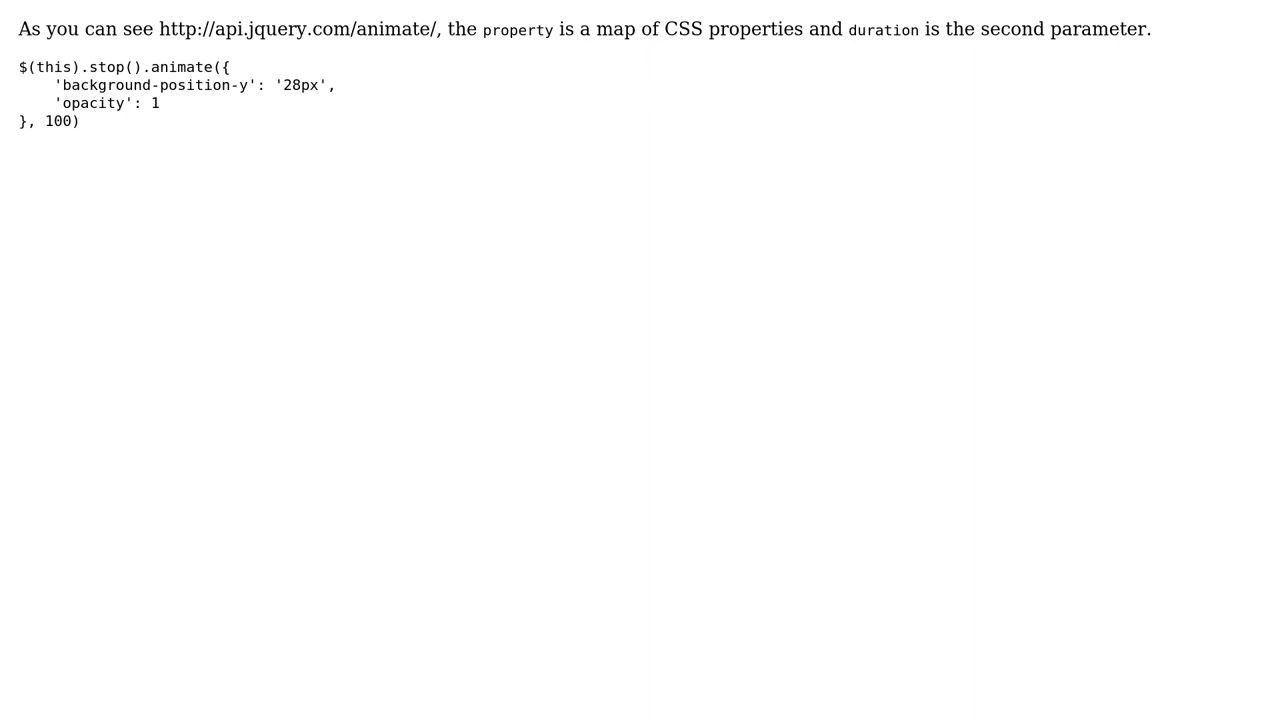 As you can see http://api.jquery.com/animate/, the property is a map of CSS properties and duration is the second parameter.
$(this).stop().animate({
    'background-position-y': '28px',
    'opacity': 1
}, 100)